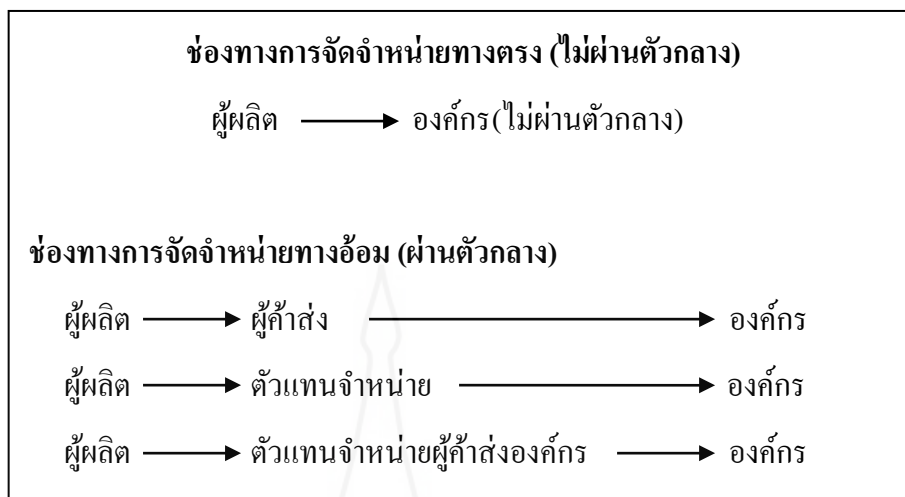 ช่องทางการจัดจำหน่ายทางตรง (ไม่ผ่านตัวกลาง)
ผู้ผลิต องค์กร(ไม่ผ่านตัวกลาง)
ช่องทางการจัดจำหน่ายทางอ้อม (ผ่านตัวกลาง)
ผู้ผลิต ผู้ค้าส่ง องค์กร
ผู้ผลิต ตัวแทนจำหน่าย องค์กร
ผู้ผลิต ตัวแทนจำหน่ายผู้ค้าส่งองค์กร องค์กร